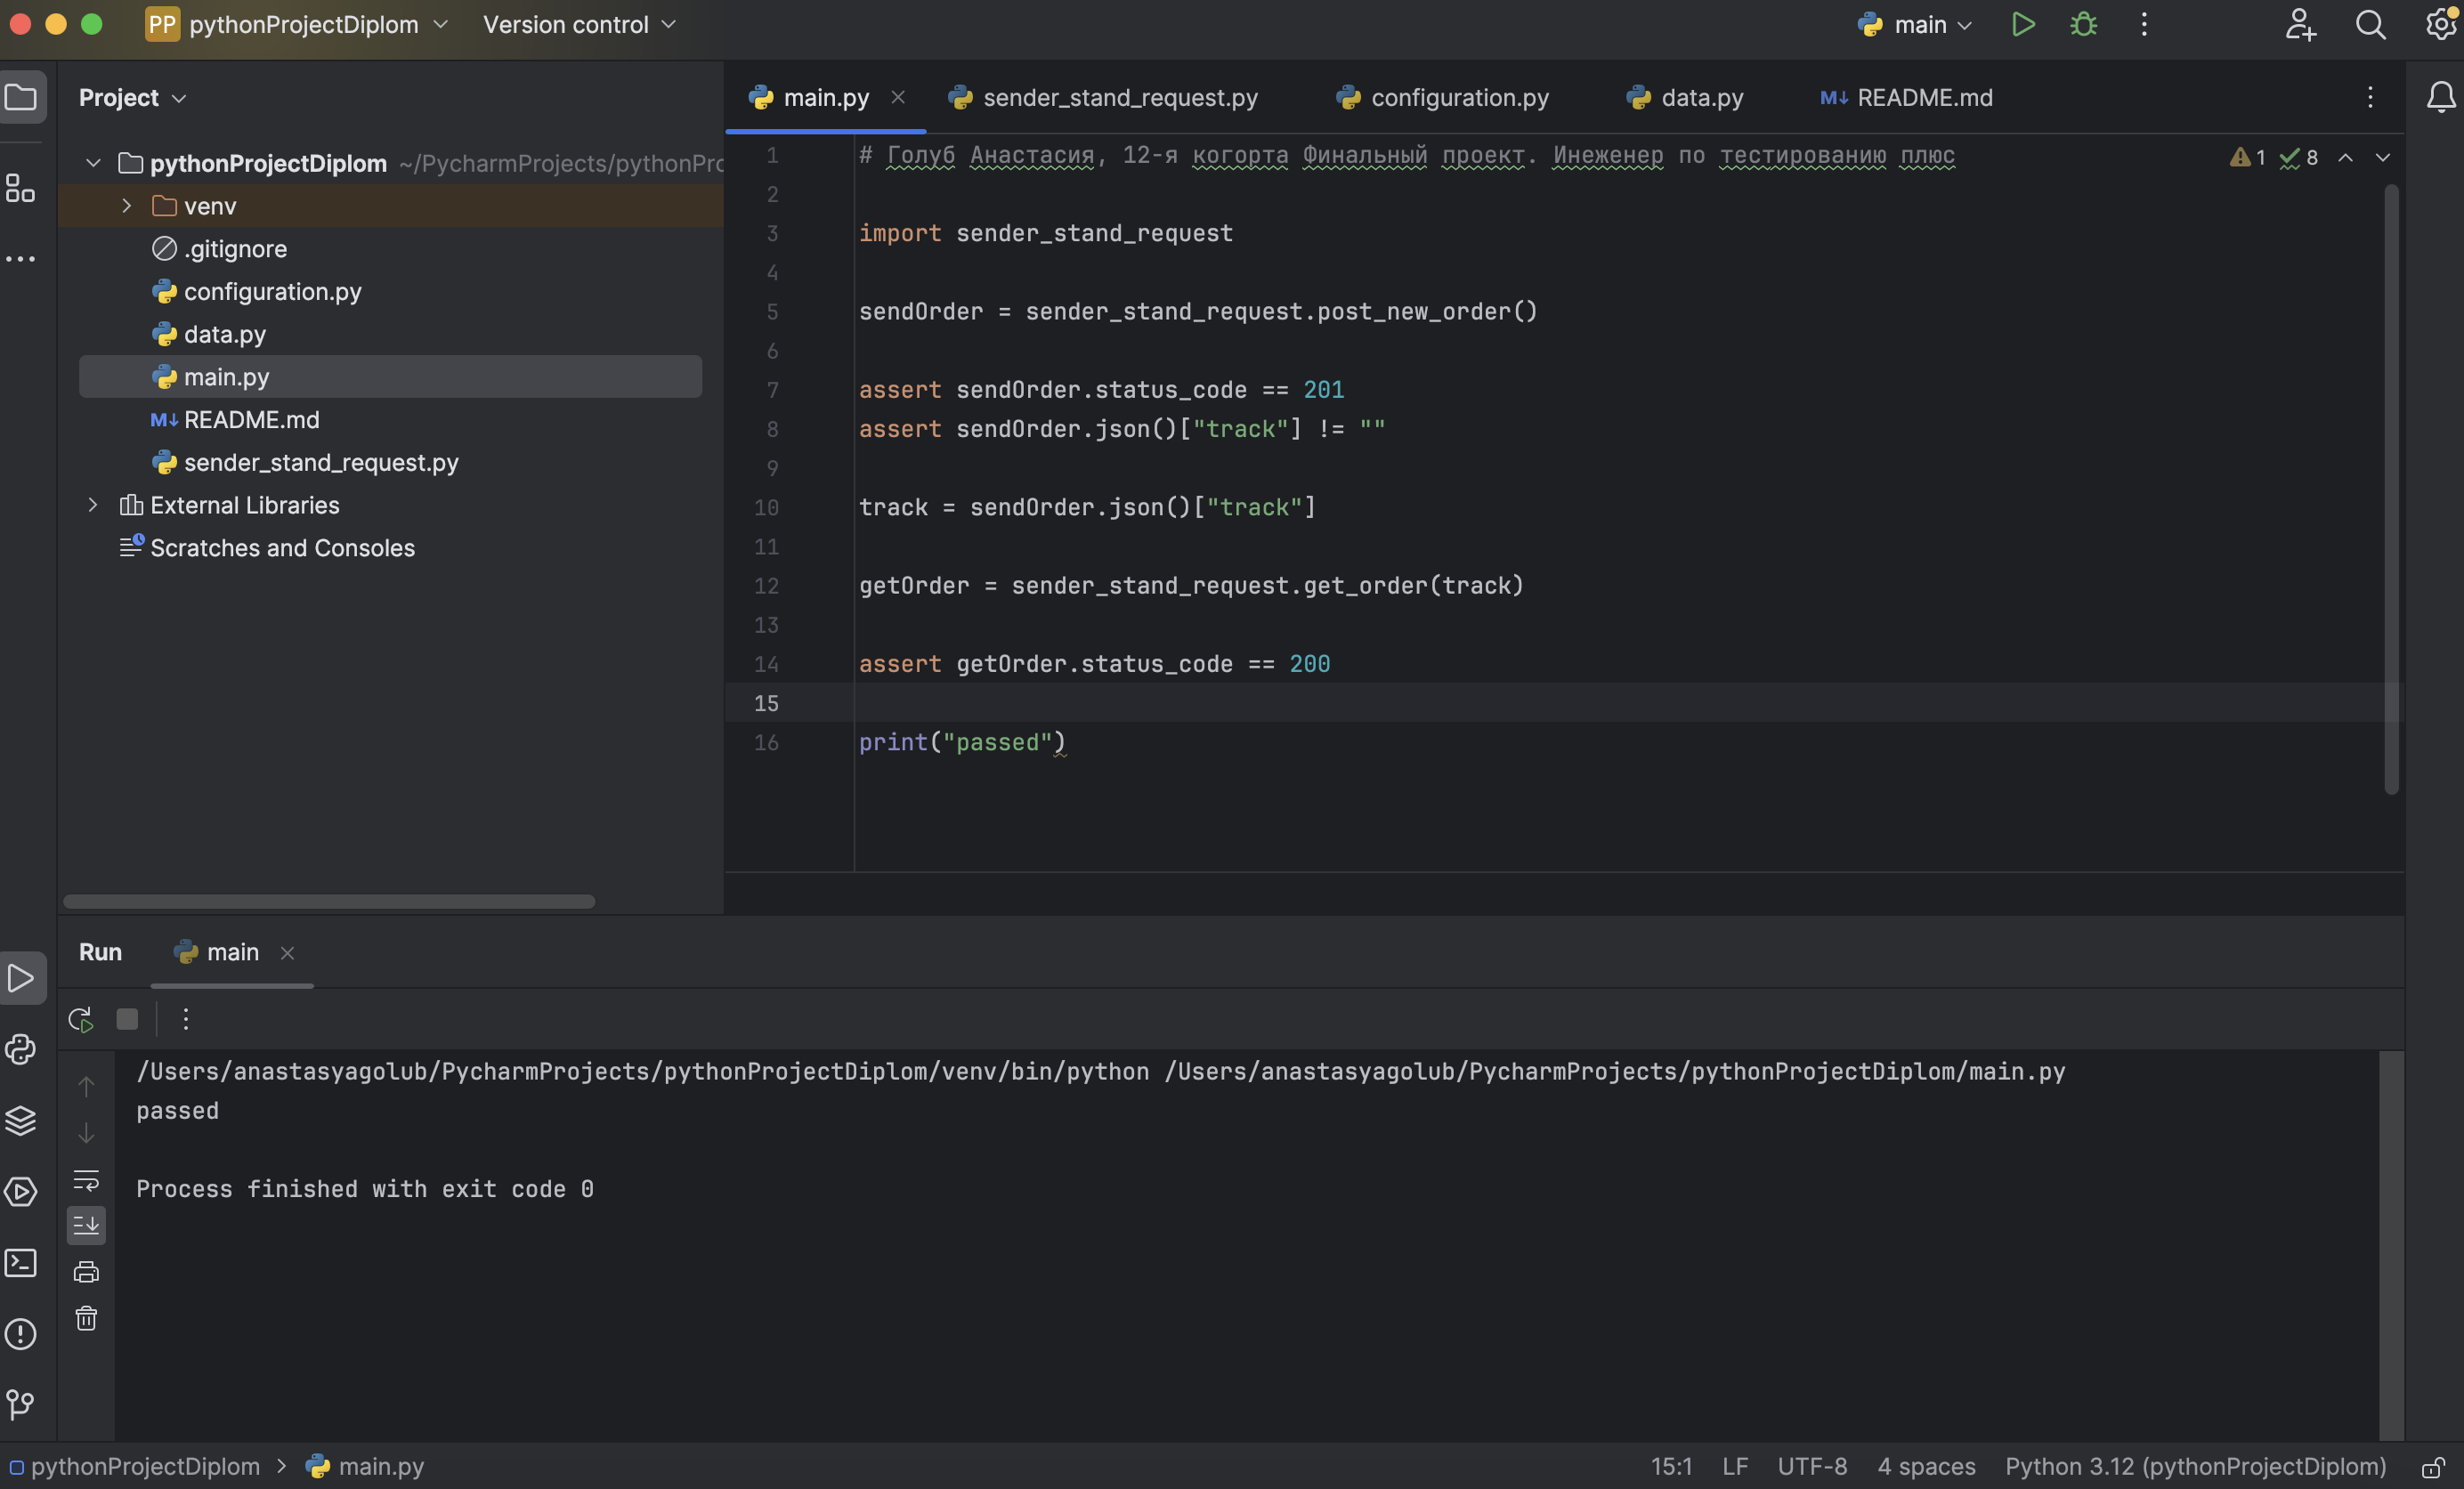 PP pythonProjectDiplom Version control main
Project
main.py sender_stand_request.py configuration.py data.py M↓ README.md
pythonProjectDiplom ~/PycharmProjects/pythonPro
venv
.gitignore
configuration.py
data.py
main.py
M↓ README.md
sender_stand_request.py
External Libraries
Scratches and Consoles
1 # Голуб Анастасия, 12-я когорта Финальный проект. Инеженер по тестированию плюс
1 8
2
3 import sender_stand_request
4
5 sendOrder = sender_stand_request.post_new_order()
6
7 assert sendOrder.status_code == 201
8 assert sendOrder.json()["track"] != ""
9
10 track = sendOrder.json()["track"]
11
12 getOrder = sender_stand_request.get_order(track)
13
14 assert getOrder.status_code == 200
15
16 print("passed")
Run main
/Users/anastasyagolub/PycharmProjects/pythonProjectDiplom/venv/bin/python /Users/anastasyagolub/PycharmProjects/pythonProjectDiplom/main.py
passed
Process finished with exit code 0
pythonProjectDiplom > main.py 15:1 LF UTF-8 4 spaces Python 3.12 (pythonProjectDiplom)